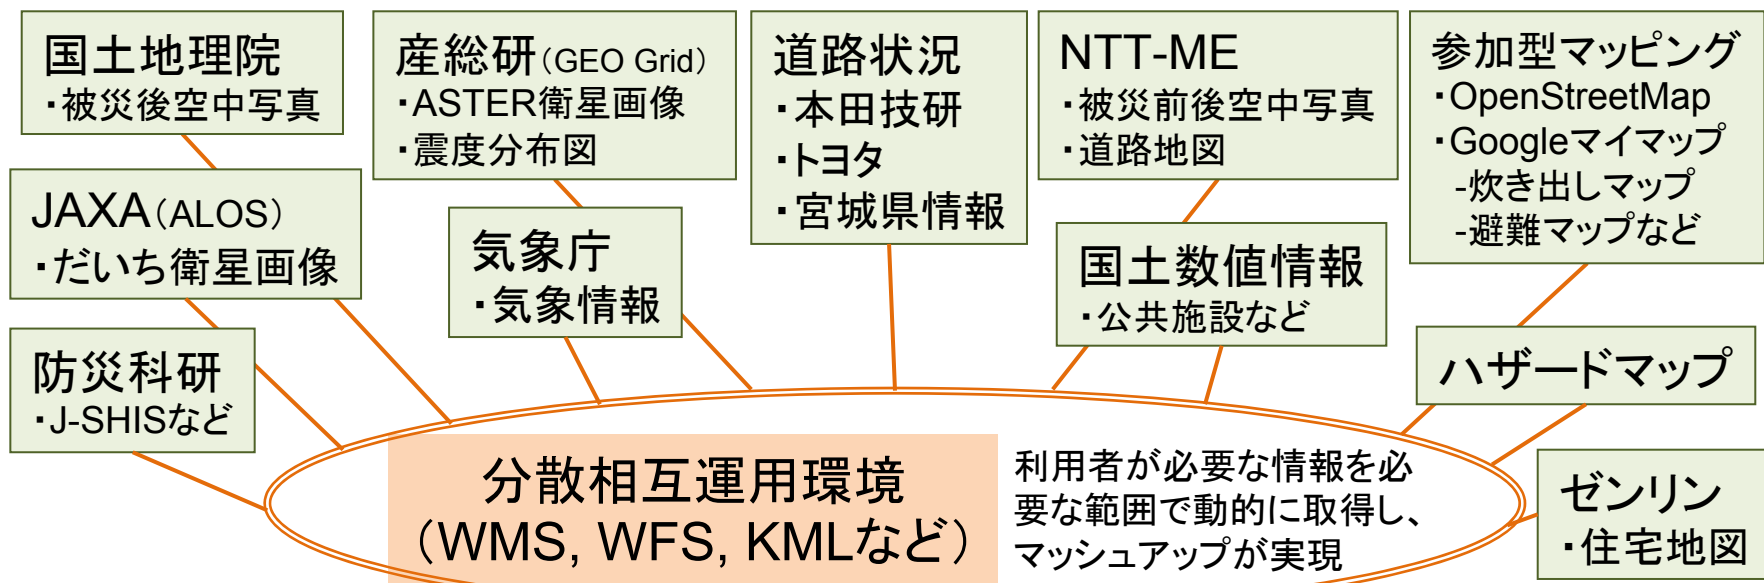 国土地理院
・被災後空中写真
産総研（GEO Grid）
・ASTER衛星画像
・震度分布図
道路状況
・本田技研
・トヨタ
・宮城県情報
NTT-ME
・被災前後空中写真
・道路地図
参加型マッピング
・OpenStreetMap
・Googleマイマップ
-炊き出しマップ
-避難マップなど
JAXA（ALOS）
・だいち衛星画像
気象庁
・気象情報
国土数値情報
・公共施設など
防災科研
・J-SHISなど
ハザードマップ
分散相互運用環境
（WMS, WFS, KMLなど）
利用者が必要な情報を必
要な範囲で動的に取得し、
マッシュアップが実現
ゼンリン
・住宅地図